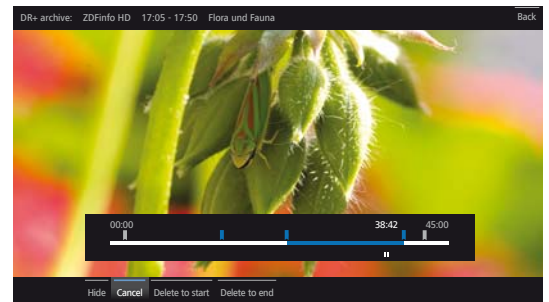 DR+ archive: ZDFinfo HD 17:05 - 17:50 Flora und Fauna Back
00:00 38:42 45:00
Hide Cancel Delete to start Delete to end